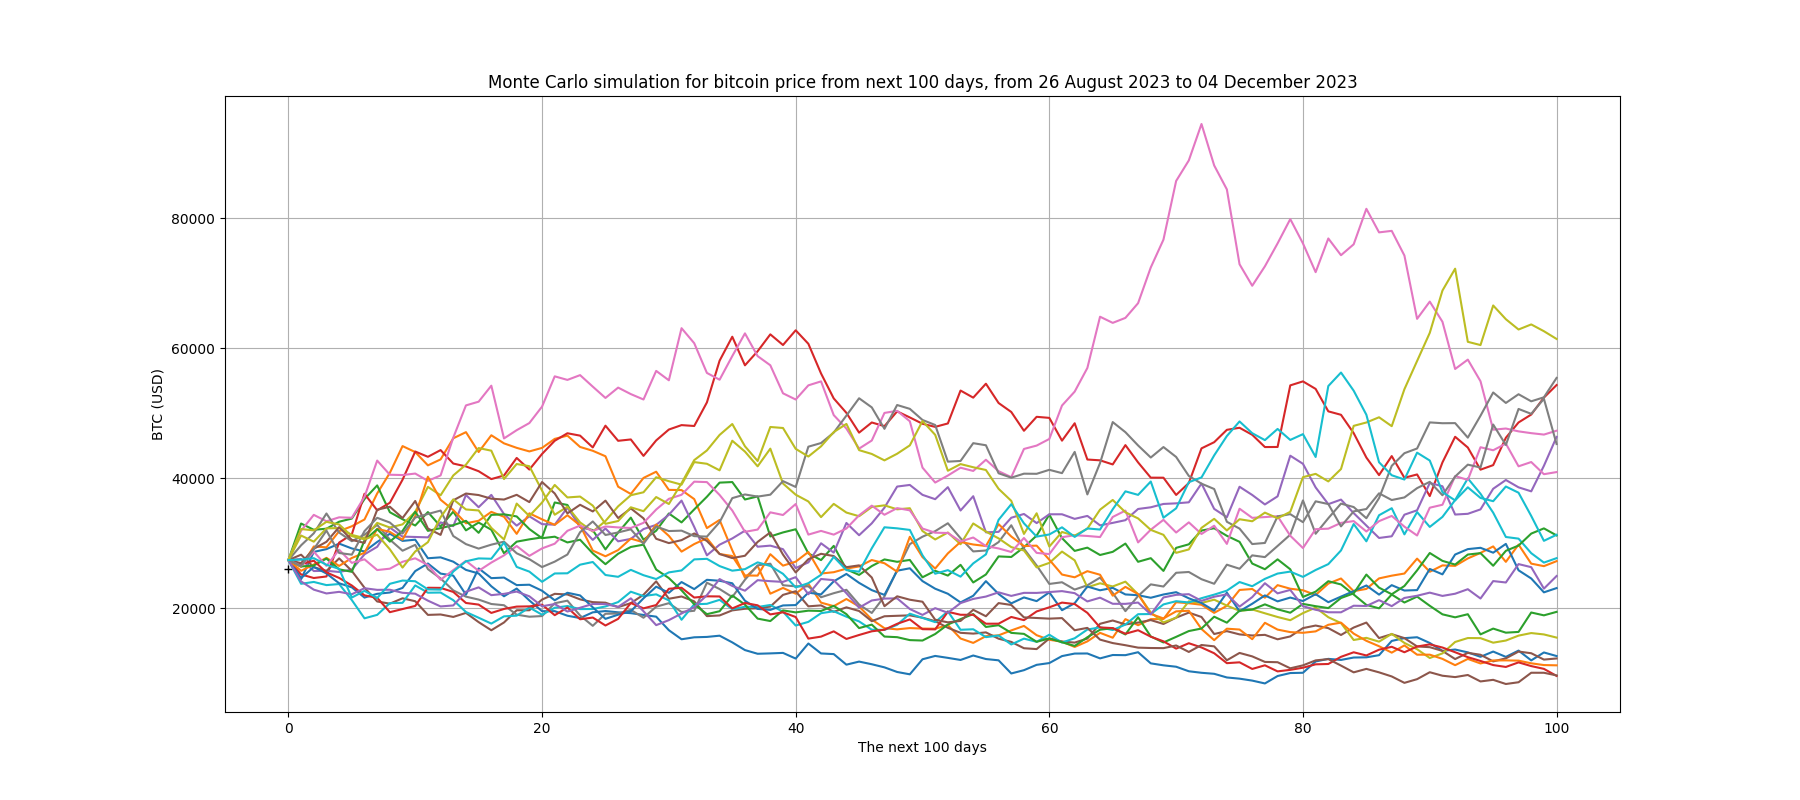 Monte Carlo simulation for bitcoin price from next 100 days, from 26 August 2023 to 04 December 2023
80000
60000
40000
20000
BTC (USD)
0 20 40 60 80 100
The next 100 days